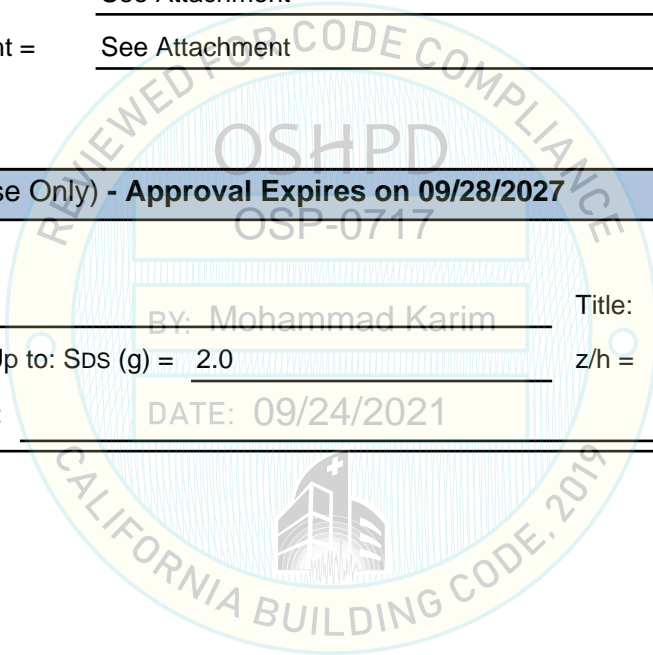 See Attachment
nt = See Attachment
REVIEWED FOR CODE COMPLIANCE
OSHPD
se Only) - Approval Expires on 09/28/2027
OSP-0717
BY: Mohammad Karim
Title:
Up to: SDS (g) = 2.0 z/h =
DATE: 09/24/2021
CALIFORNIA BUILDING CODE, 2019